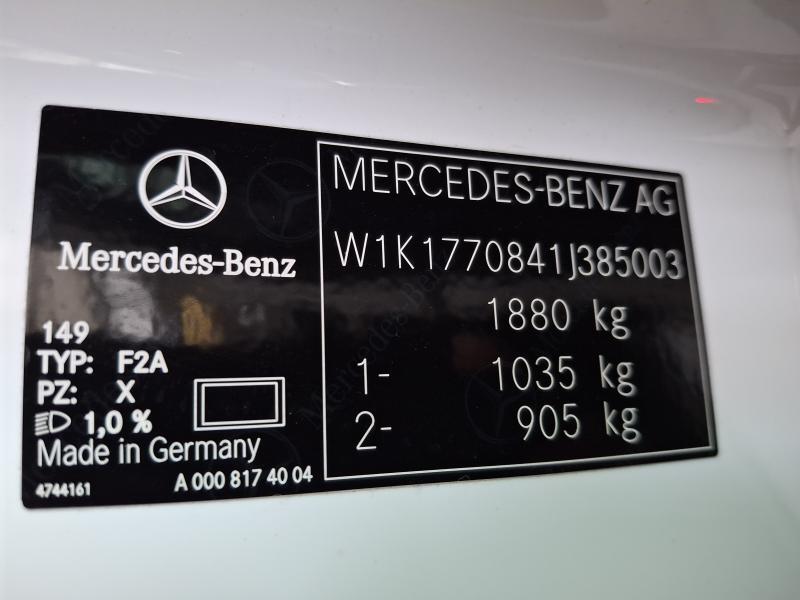 Mercedes-Benz
149
TYP: F2A
PZ: X
1,0 %
Made in Germany
4744161 A 000 817 40 04
MERCEDES-BENZ AG
W1K1770841J385003
1880 kg
1- 1035 kg
2- 905 kg